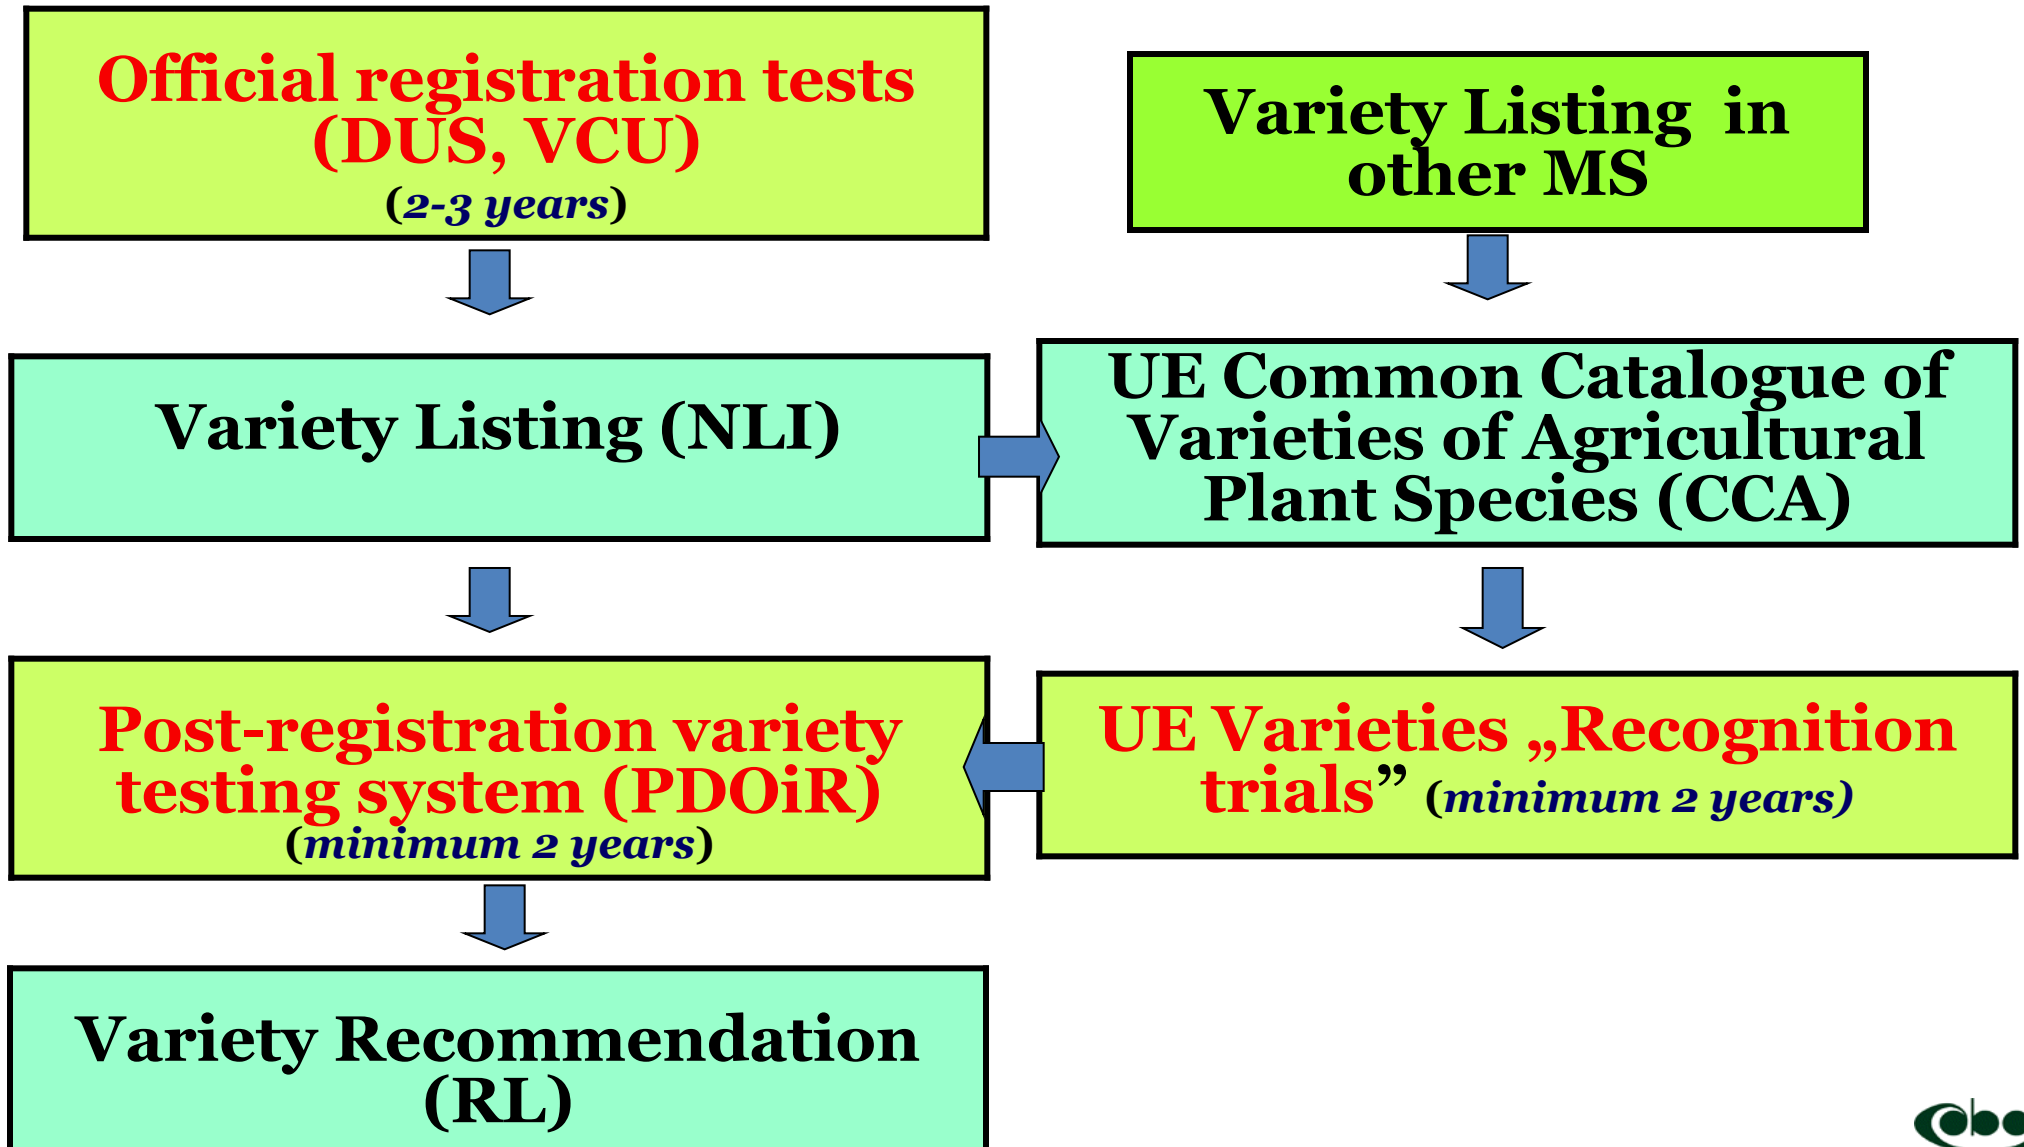 Official registration tests
(DUS, VCU)
(2-3 years)
Variety Listing in
other MS
Variety Listing (NLI)
UE Common Catalogue of
Varieties of Agricultural
Plant Species (CCA)
Post-registration variety
testing system (PDOiR)
(minimum 2 years)
UE Varieties „Recognition
trials” (minimum 2 years)
Variety Recommendation
(RL)